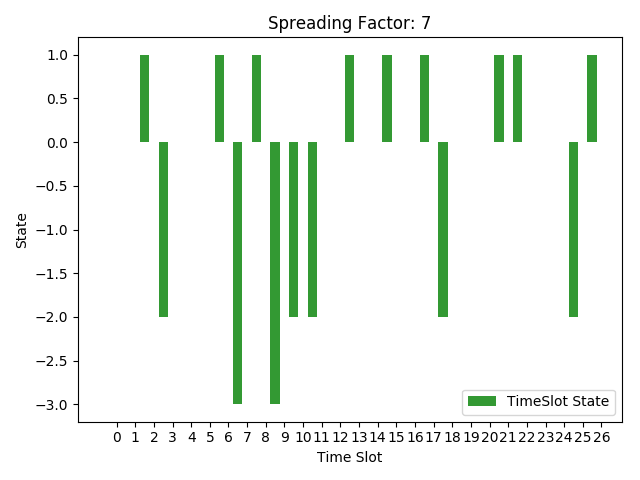 Spreading Factor: 7
1.0
0.5
0.0
−0.5
−1.0
−1.5
−2.0
−2.5
−3.0
State
0 1 2 3 4 5 6 7 8 9 10 11 12 13 14 15 16 17 18 19 20 21 22 23 24 25 26
Time Slot
TimeSlot State